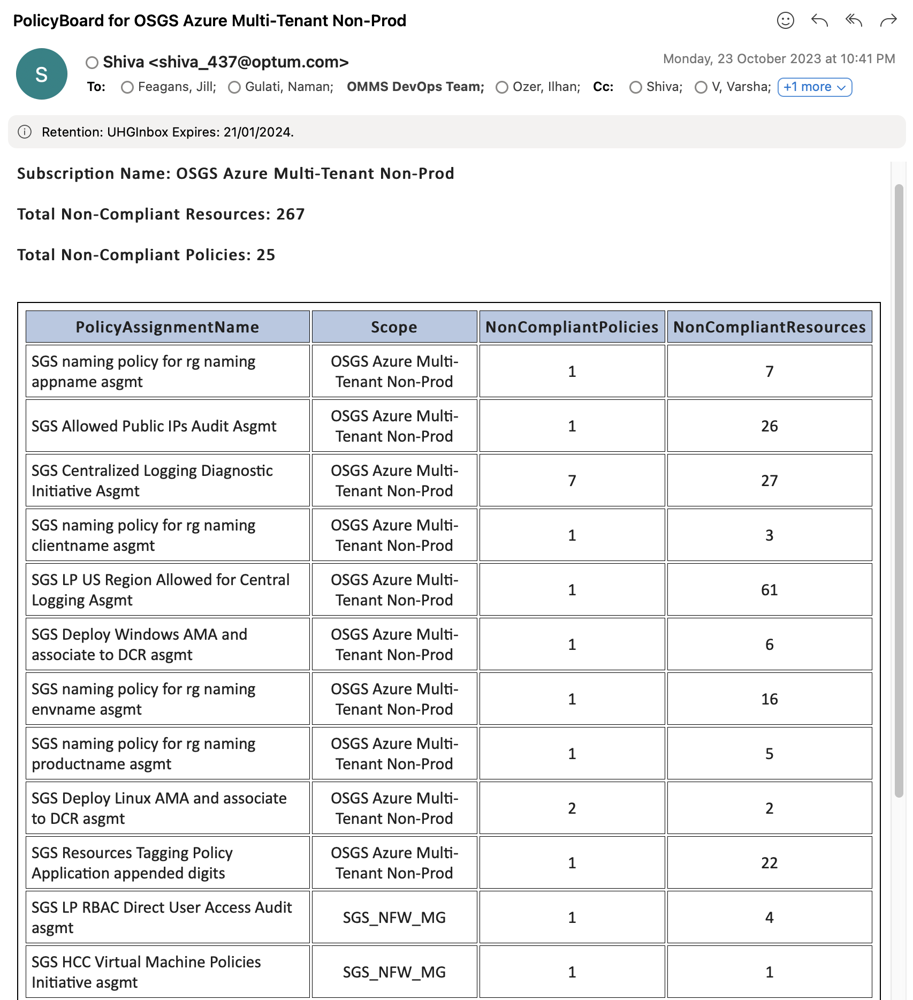 PolicyBoard for OSGS Azure Multi-Tenant Non-Prod
S
Shiva <shiva_437@optum.com>
Monday, 23 October 2023 at 10:41 PM
To: Feagans, Jill; Gulati, Naman; OMMS DevOps Team; Ozer, Ilhan; Cc: Shiva; V, Varsha; +1 more
Retention: UHGInbox Expires: 21/01/2024.
Subscription Name: OSGS Azure Multi-Tenant Non-Prod
Total Non-Compliant Resources: 267
Total Non-Compliant Policies: 25
PolicyAssignmentName Scope NonCompliantPolicies NonCompliantResources
SGS naming policy for rg naming
appname asgmt
OSGS Azure Multi-
Tenant Non-Prod
1
7
SGS Allowed Public IPs Audit Asgmt
OSGS Azure Multi-
Tenant Non-Prod
1
26
SGS Centralized Logging Diagnostic
Initiative Asgmt
OSGS Azure Multi-
Tenant Non-Prod
7
27
SGS naming policy for rg naming
clientname asgmt
OSGS Azure Multi-
Tenant Non-Prod
1
3
SGS LP US Region Allowed for Central
Logging Asgmt
OSGS Azure Multi-
Tenant Non-Prod
1
61
SGS Deploy Windows AMA and
associate to DCR asgmt
OSGS Azure Multi-
Tenant Non-Prod
1
6
SGS naming policy for rg naming
envname asgmt
OSGS Azure Multi-
Tenant Non-Prod
1
16
SGS naming policy for rg naming
productname asgmt
OSGS Azure Multi-
Tenant Non-Prod
1
5
SGS Deploy Linux AMA and associate
to DCR asgmt
OSGS Azure Multi-
Tenant Non-Prod
2
2
SGS Resources Tagging Policy
Application appended digits
OSGS Azure Multi-
Tenant Non-Prod
1
22
SGS LP RBAC Direct User Access Audit
asgmt
SGS_NFW_MG
1
4
SGS HCC Virtual Machine Policies
Initiative asgmt
SGS_NFW_MG
1
1